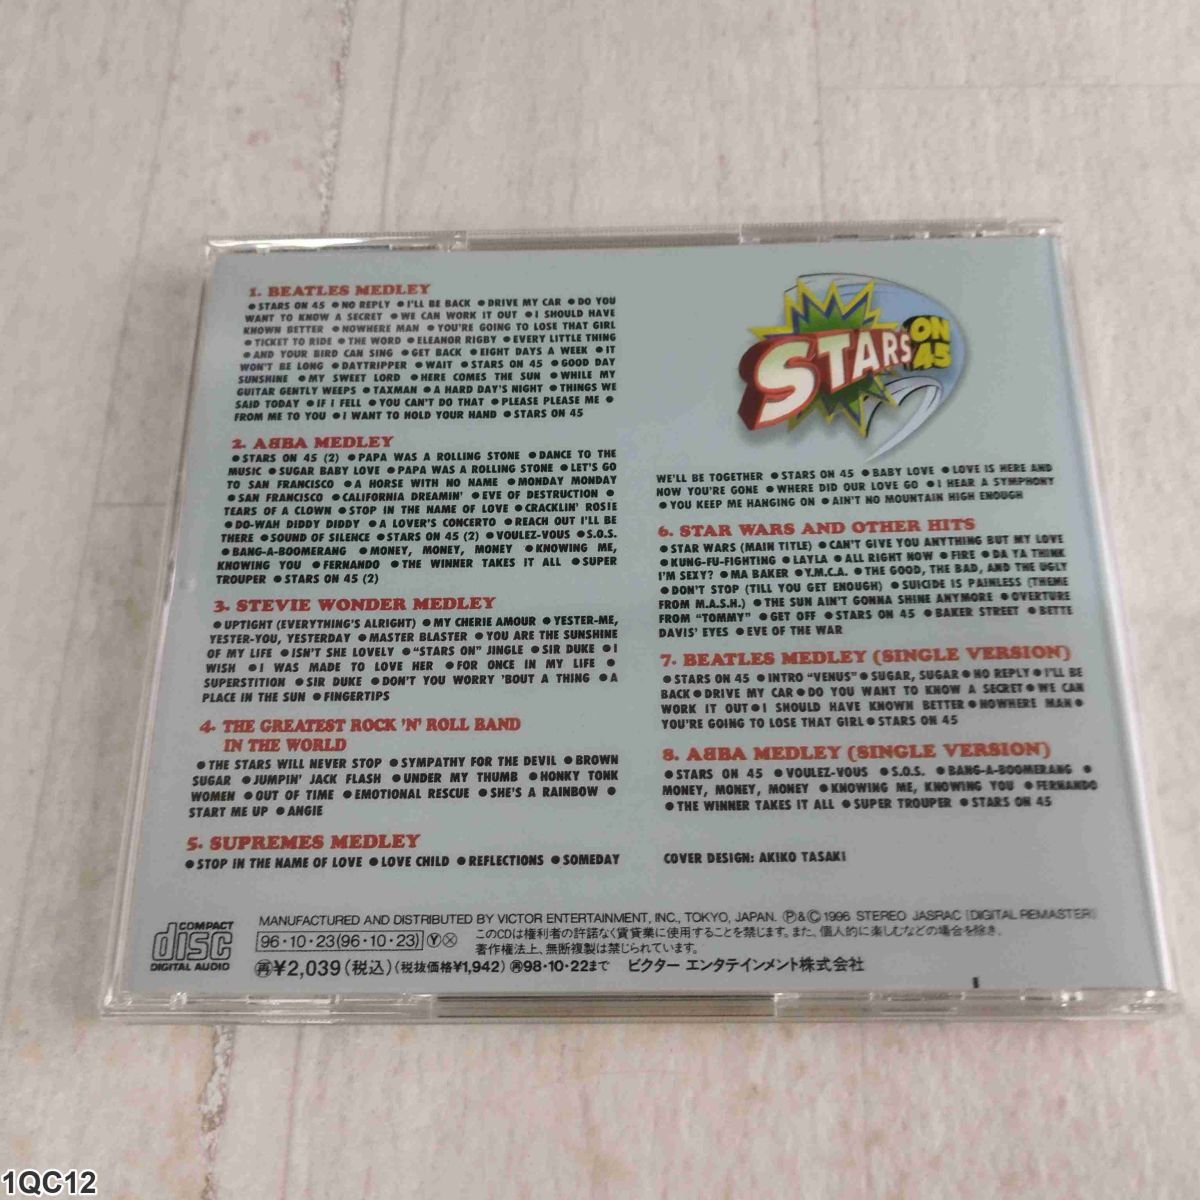 1. BEATLES MEDLEY
●STARS ON 45 ●NO REPLY ●I'LL BE BACK ●DRIVE MY CAR ●DO YOU
WANT TO KNOW A SECRET ●WE CAN WORK IT OUT ●I SHOULD HAVE
KNOWN BETTER ●NOWHERE MAN ●YOU'RE GOING TO LOSE THAT GIRL
●TICKET TO RIDE ●THE WORD ●ELEANOR RIGBY ●EVERY LITTLE THING
●AND YOUR BIRD CAN SING ●GET BACK ●EIGHT DAYS A WEEK ●IT
WON'T BE LONG ●DAYTRIPPER ●WAIT ●STARS ON 45 ●GOOD DAY
SUNSHINE ●MY SWEET LORD ●HERE COMES THE SUN ●WHILE MY
GUITAR GENTLY WEEPS ●TAXMAN ●A HARD DAY'S NIGHT ●THINGS WE
SAID TODAY ●IF I FELL ●YOU CAN'T DO THAT ●PLEASE PLEASE ME ●
FROM ME TO YOU ●I WANT TO HOLD YOUR HAND ●STARS ON 45
2. ABBA MEDLEY
●STARS ON 45 (2) ●PAPA WAS A ROLLING STONE ●DANCE TO THE
MUSIC ●SUGAR BABY LOVE ●PAPA WAS A ROLLING STONE ●LET'S GO
TO SAN FRANCISCO ●A HORSE WITH NO NAME ●MONDAY MONDAY
●SAN FRANCISCO ●CALIFORNIA DREAMIN' ●EVE OF DESTRUCTION ●
TEARS OF A CLOWN ●STOP IN THE NAME OF LOVE ●CRACKLIN' ROSIE
●DO-WAH DIDDY DIDDY ●A LOVER'S CONCERTO ●REACH OUT I'LL BE
THERE ●SOUND OF SILENCE ●STARS ON 45 (2) ●VOULEZ-VOUS ●S.O.S.
●BANG-A-BOOMERANG ●MONEY, MONEY, MONEY ●KNOWING ME,
KNOWING YOU ●FERNANDO ●THE WINNER TAKES IT ALL ●SUPER
TROUPER ●STARS ON 45 (2)
3. STEVIE WONDER MEDLEY
●UPTIGHT (EVERYTHING'S ALRIGHT) ●MY CHERIE AMOUR ●YESTER-ME,
YESTER-YOU, YESTERDAY ●MASTER BLASTER ●YOU ARE THE SUNSHINE
OF MY LIFE ●ISN'T SHE LOVELY ●"STARS ON" JINGLE ●SIR DUKE ●I
WISH ●I WAS MADE TO LOVE HER ●FOR ONCE IN MY LIFE ●
SUPERSTITION ●SIR DUKE ●DON'T YOU WORRY 'BOUT A THING ●A
PLACE IN THE SUN ●FINGERTIPS
4. THE GREATEST ROCK 'N' ROLL BAND
IN THE WORLD
●THE STARS WILL NEVER STOP ●SYMPATHY FOR THE DEVIL ●BROWN
SUGAR ●JUMPIN' JACK FLASH ●UNDER MY THUMB ●HONKY TONK
WOMEN ●OUT OF TIME ●EMOTIONAL RESCUE ●SHE'S A RAINBOW ●
START ME UP ●ANGIE
5. SUPREMES MEDLEY
●STOP IN THE NAME OF LOVE ●LOVE CHILD ●REFLECTIONS ●SOMEDAY
STARS ON 45
WE'LL BE TOGETHER ●STARS ON 45 ●BABY LOVE ●LOVE IS HERE AND
NOW YOU'RE GONE ●WHERE DID OUR LOVE GO ●I HEAR A SYMPHONY
●YOU KEEP ME HANGING ON ●AIN'T NO MOUNTAIN HIGH ENOUGH
6. STAR WARS AND OTHER HITS
●STAR WARS (MAIN TITLE) ●CAN'T GIVE YOU ANYTHING BUT MY LOVE
●KUNG-FU-FIGHTING ●LAYLA ●ALL RIGHT NOW ●FIRE ●DA YA THINK
I'M SEXY? ●MA BAKER ●Y.M.C.A. ●THE GOOD, THE BAD, AND THE UGLY
●DON'T STOP (TILL YOU GET ENOUGH) ●SUICIDE IS PAINLESS (THEME
FROM M.A.S.H.) ●THE SUN AIN'T GONNA SHINE ANYMORE ●OVERTURE
FROM "TOMMY" ●GET OFF ●STARS ON 45 ●BAKER STREET ●BETTE
DAVIS' EYES ●EVE OF THE WAR
7. BEATLES MEDLEY (SINGLE VERSION)
●STARS ON 45 ●INTRO "VENUS" ●SUGAR, SUGAR ●NO REPLY ●I'LL BE
BACK ●DRIVE MY CAR ●DO YOU WANT TO KNOW A SECRET ●WE CAN
WORK IT OUT ●I SHOULD HAVE KNOWN BETTER ●NOWHERE MAN ●
YOU'RE GOING TO LOSE THAT GIRL ●STARS ON 45
8. ABBA MEDLEY (SINGLE VERSION)
●STARS ON 45 ●VOULEZ-VOUS ●S.O.S. ●BANG-A-BOOMERANG ●
MONEY, MONEY, MONEY ●KNOWING ME, KNOWING YOU ●FERNANDO
●THE WINNER TAKES IT ALL ●SUPER TROUPER ●STARS ON 45
COVER DESIGN: AKIKO TASAKI
COMPACT disc DIGITAL AUDIO
MANUFACTURED AND DISTRIBUTED BY VICTOR ENTERTAINMENT, INC., TOKYO, JAPAN. Ⓟ&Ⓒ 1996 STEREO JASRAC [DIGITAL REMASTER]
96・10・23(96・10・23) Ⓨ Ⓧ
このCDは権利者の許諾なく賃貸業に使用することを禁じます。また、個人的に楽しむなどの場合を除き、
著作権法上、無断複製は禁じられています。
㊢¥2,039(税込)(税抜価格¥1,942) ㊢98・10・22まで ビクター エンタテインメント株式会社
1QC12